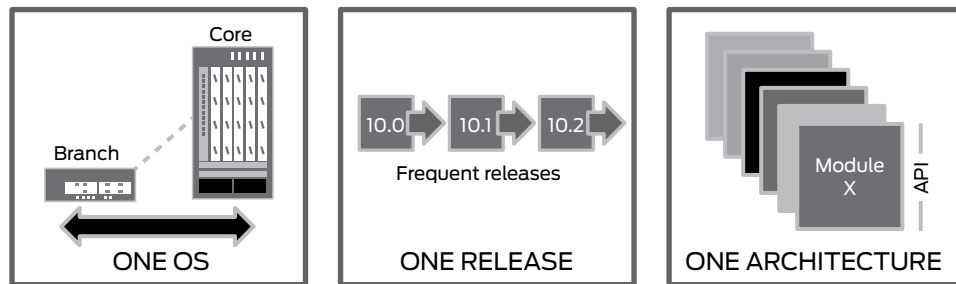 Core
Branch
ONE OS
10.0
10.1
10.2
Frequent releases
ONE RELEASE
Module
X
API
ONE ARCHITECTURE